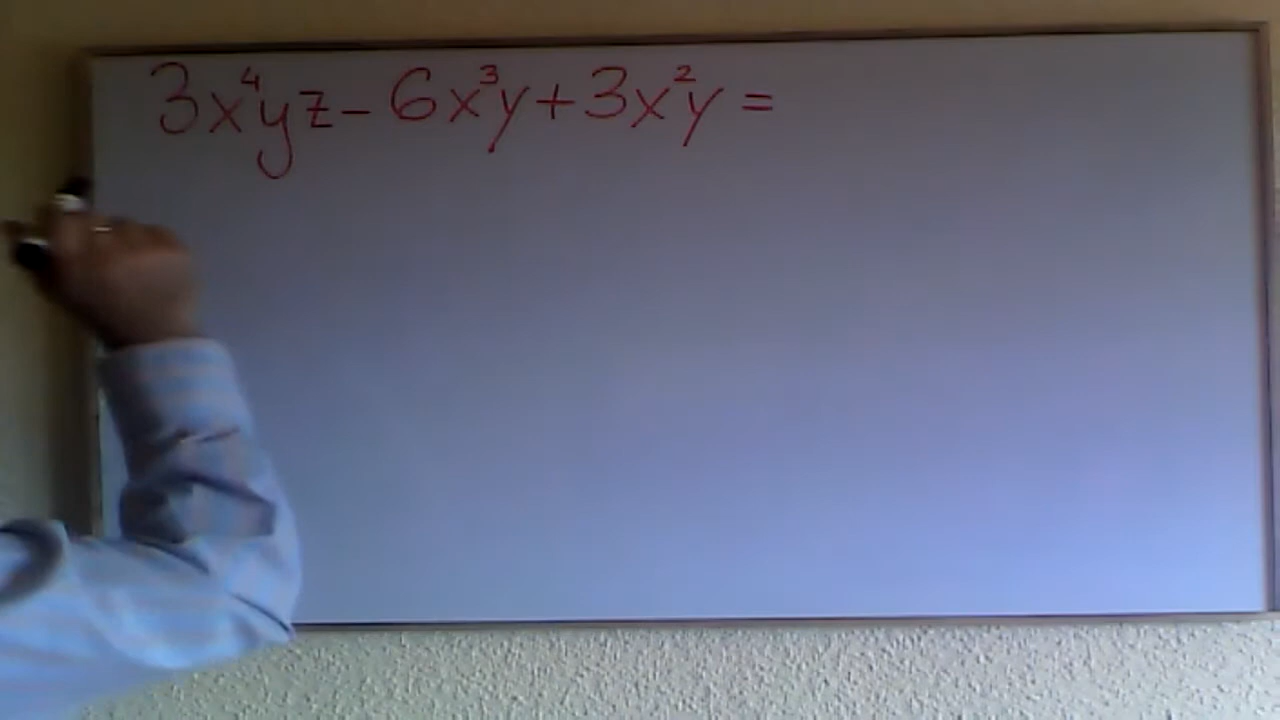 3x⁴yz - 6x³y + 3x²y =